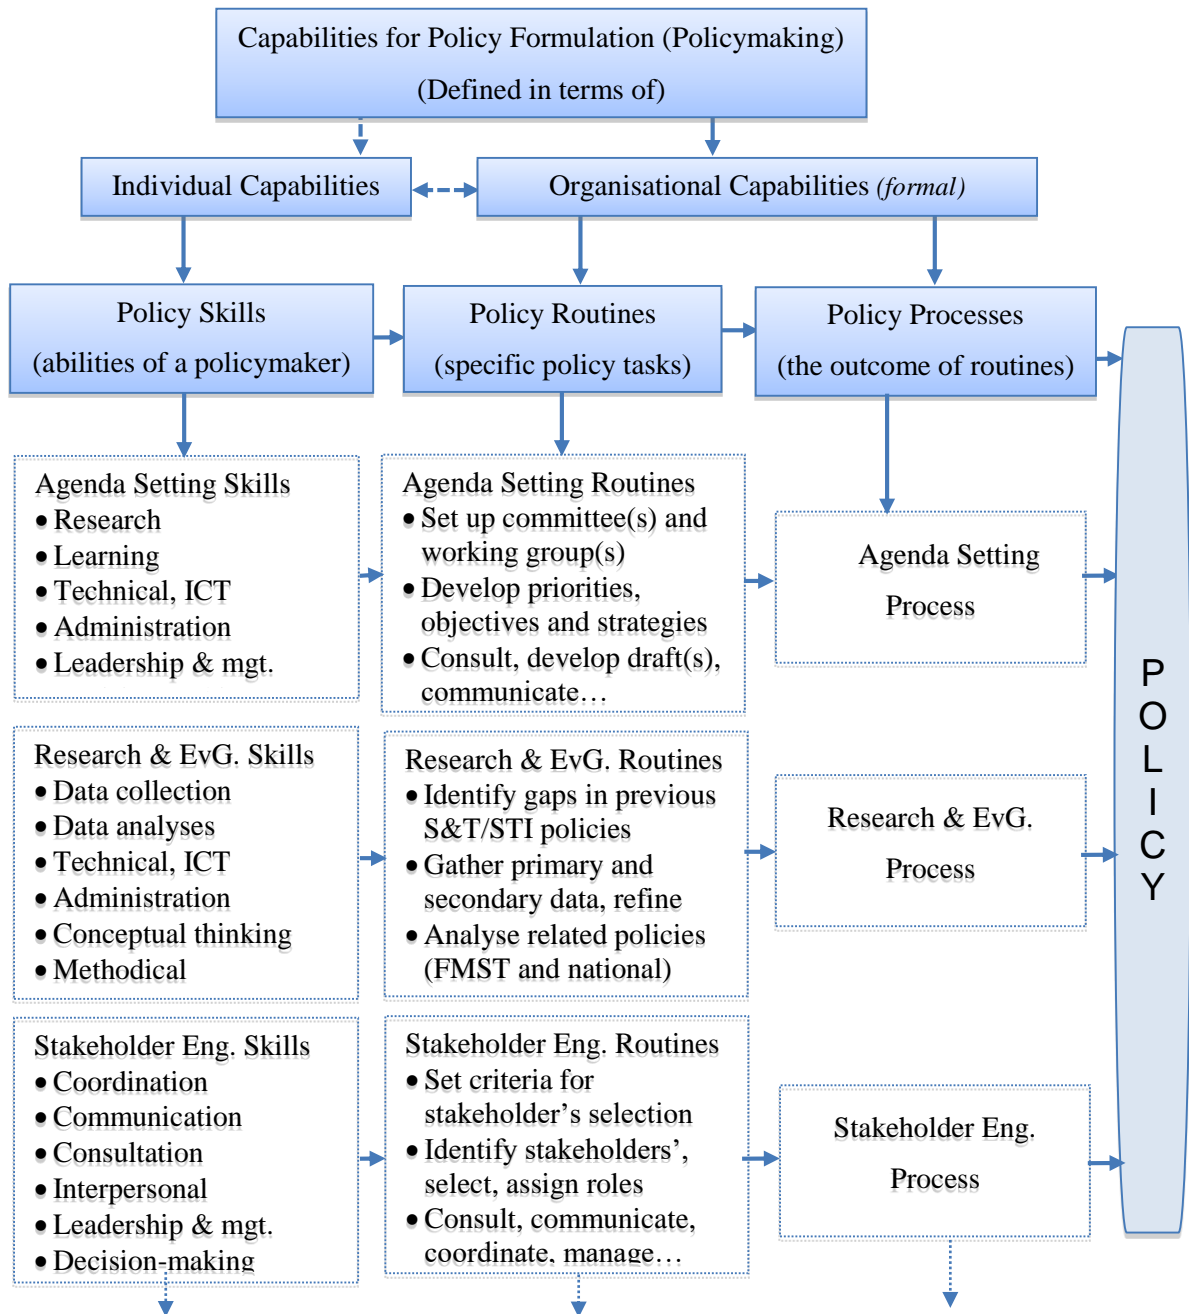 Capabilities for Policy Formulation (Policymaking)
(Defined in terms of)
Individual Capabilities
Organisational Capabilities (formal)
Policy Skills
(abilities of a policymaker)
Policy Routines
(specific policy tasks)
Policy Processes
(the outcome of routines)
Agenda Setting Skills
• Research
• Learning
• Technical, ICT
• Administration
• Leadership & mgt.
Agenda Setting Routines
• Set up committee(s) and
working group(s)
• Develop priorities,
objectives and strategies
• Consult, develop draft(s),
communicate…
Agenda Setting
Process
Research & EvG. Skills
• Data collection
• Data analyses
• Technical, ICT
• Administration
• Conceptual thinking
• Methodical
Research & EvG. Routines
• Identify gaps in previous
S&T/STI policies
• Gather primary and
secondary data, refine
• Analyse related policies
(FMST and national)
Research & EvG.
Process
Stakeholder Eng. Skills
• Coordination
• Communication
• Consultation
• Interpersonal
• Leadership & mgt.
• Decision-making
Stakeholder Eng. Routines
• Set criteria for
stakeholder’s selection
• Identify stakeholders’,
select, assign roles
• Consult, communicate,
coordinate, manage…
Stakeholder Eng.
Process
POLICY